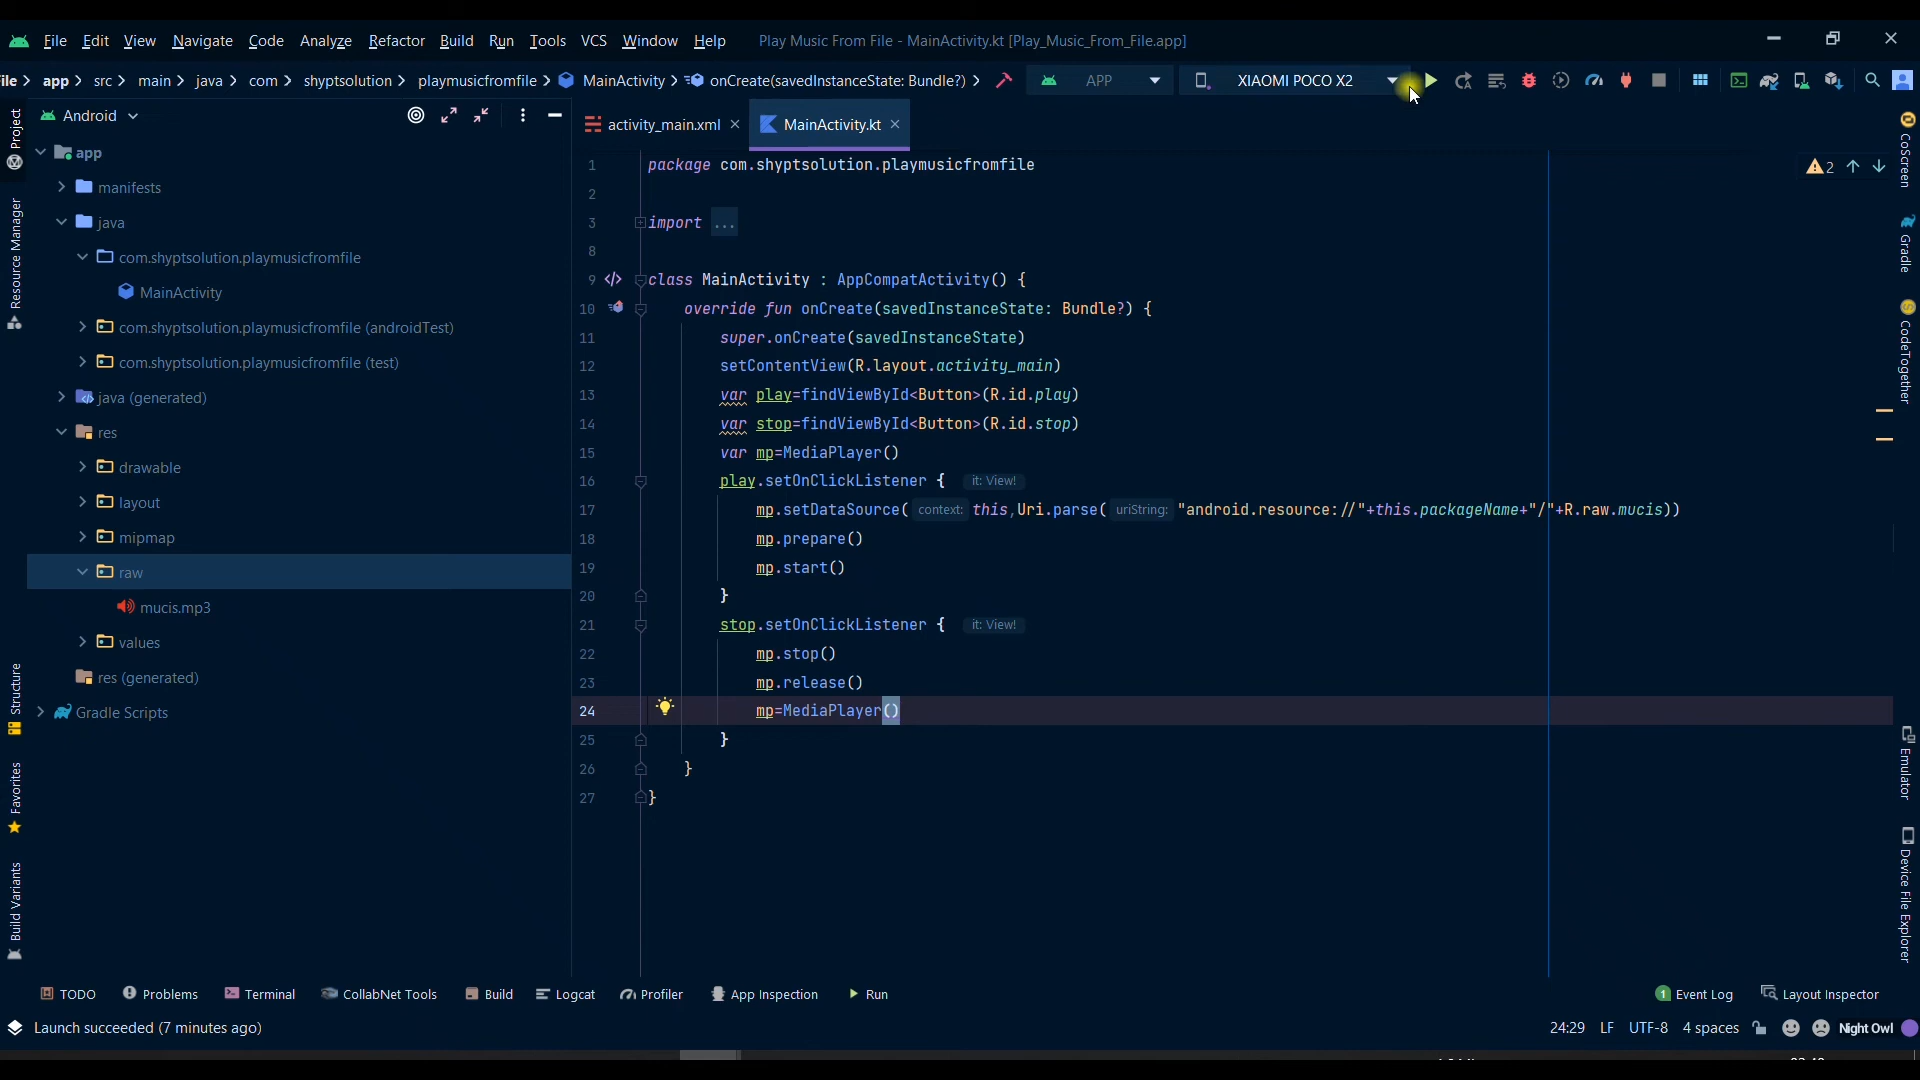 File Edit View Navigate Code Analyze Refactor Build Run Tools VCS Window Help Play Music From File - MainActivity.kt [Play_Music_From_File.app]
ile app src main java com shyptsolution playmusicfromfile MainActivity onCreate(savedInstanceState: Bundle?) APP XIAOMI POCO X2
Project
Resource Manager
Structure
Favorites
Build Variants
Android
app
manifests
java
com.shyptsolution.playmusicfromfile
MainActivity
com.shyptsolution.playmusicfromfile (androidTest)
com.shyptsolution.playmusicfromfile (test)
java (generated)
res
drawable
layout
mipmap
raw
mucis.mp3
values
res (generated)
Gradle Scripts
activity_main.xml MainActivity.kt
2
1 package com.shyptsolution.playmusicfromfile
2
3 import ...
8
9 class MainActivity : AppCompatActivity() {
10 override fun onCreate(savedInstanceState: Bundle?) {
11 super.onCreate(savedInstanceState)
12 setContentView(R.layout.activity_main)
13 var play=findViewById<Button>(R.id.play)
14 var stop=findViewById<Button>(R.id.stop)
15 var mp=MediaPlayer()
16 play.setOnClickListener { it: View!
17 mp.setDataSource( context: this,Uri.parse( uriString: "android.resource://"+this.packageName+"/"+R.raw.mucis))
18 mp.prepare()
19 mp.start()
20 }
21 stop.setOnClickListener { it: View!
22 mp.stop()
23 mp.release()
24 mp=MediaPlayer()
25 }
26 }
27 }
CoScreen
Gradle
CodeTogether
Emulator
Device File Explorer
TODO Problems Terminal CollabNet Tools Build Logcat Profiler App Inspection Run 1 Event Log Layout Inspector
Launch succeeded (7 minutes ago) 24:29 LF UTF-8 4 spaces Night Owl